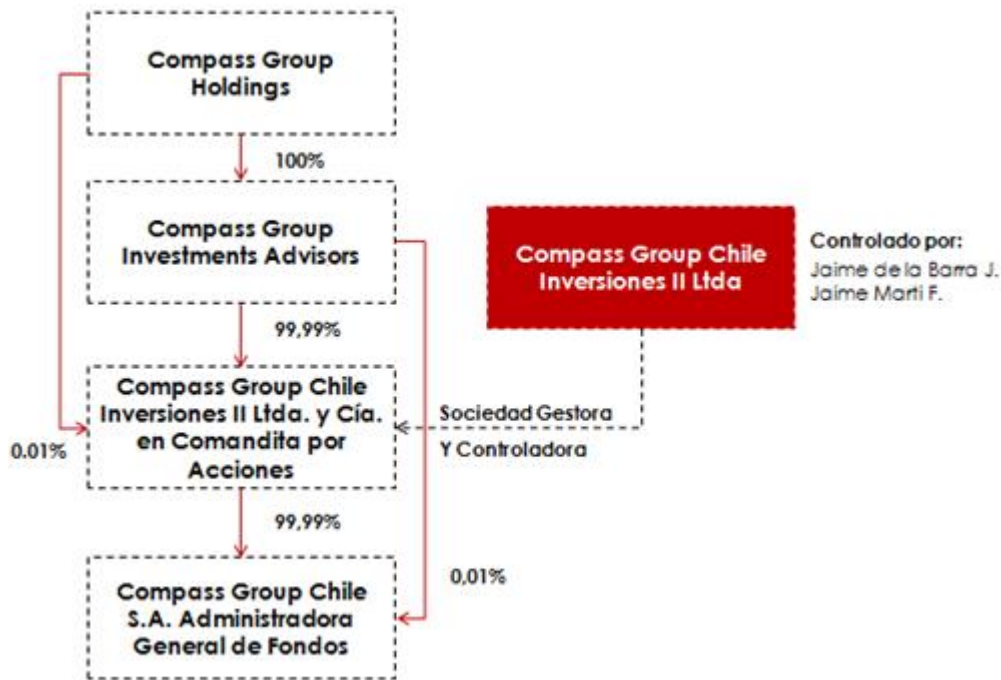 Compass Group
Holdings
100%
Compass Group
Investments Advisors
99,99%
Compass Group Chile
Inversiones II Ltda
Controlado por:
Jaime de la Barra J.
Jaime Marti F.
Compass Group Chile
Inversiones II Ltda. y Cía.
en Comandita por
Acciones
0.01%
Sociedad Gestora
Y Controladora
99,99%
Compass Group Chile
S.A. Administradora
General de Fondos
0,01%